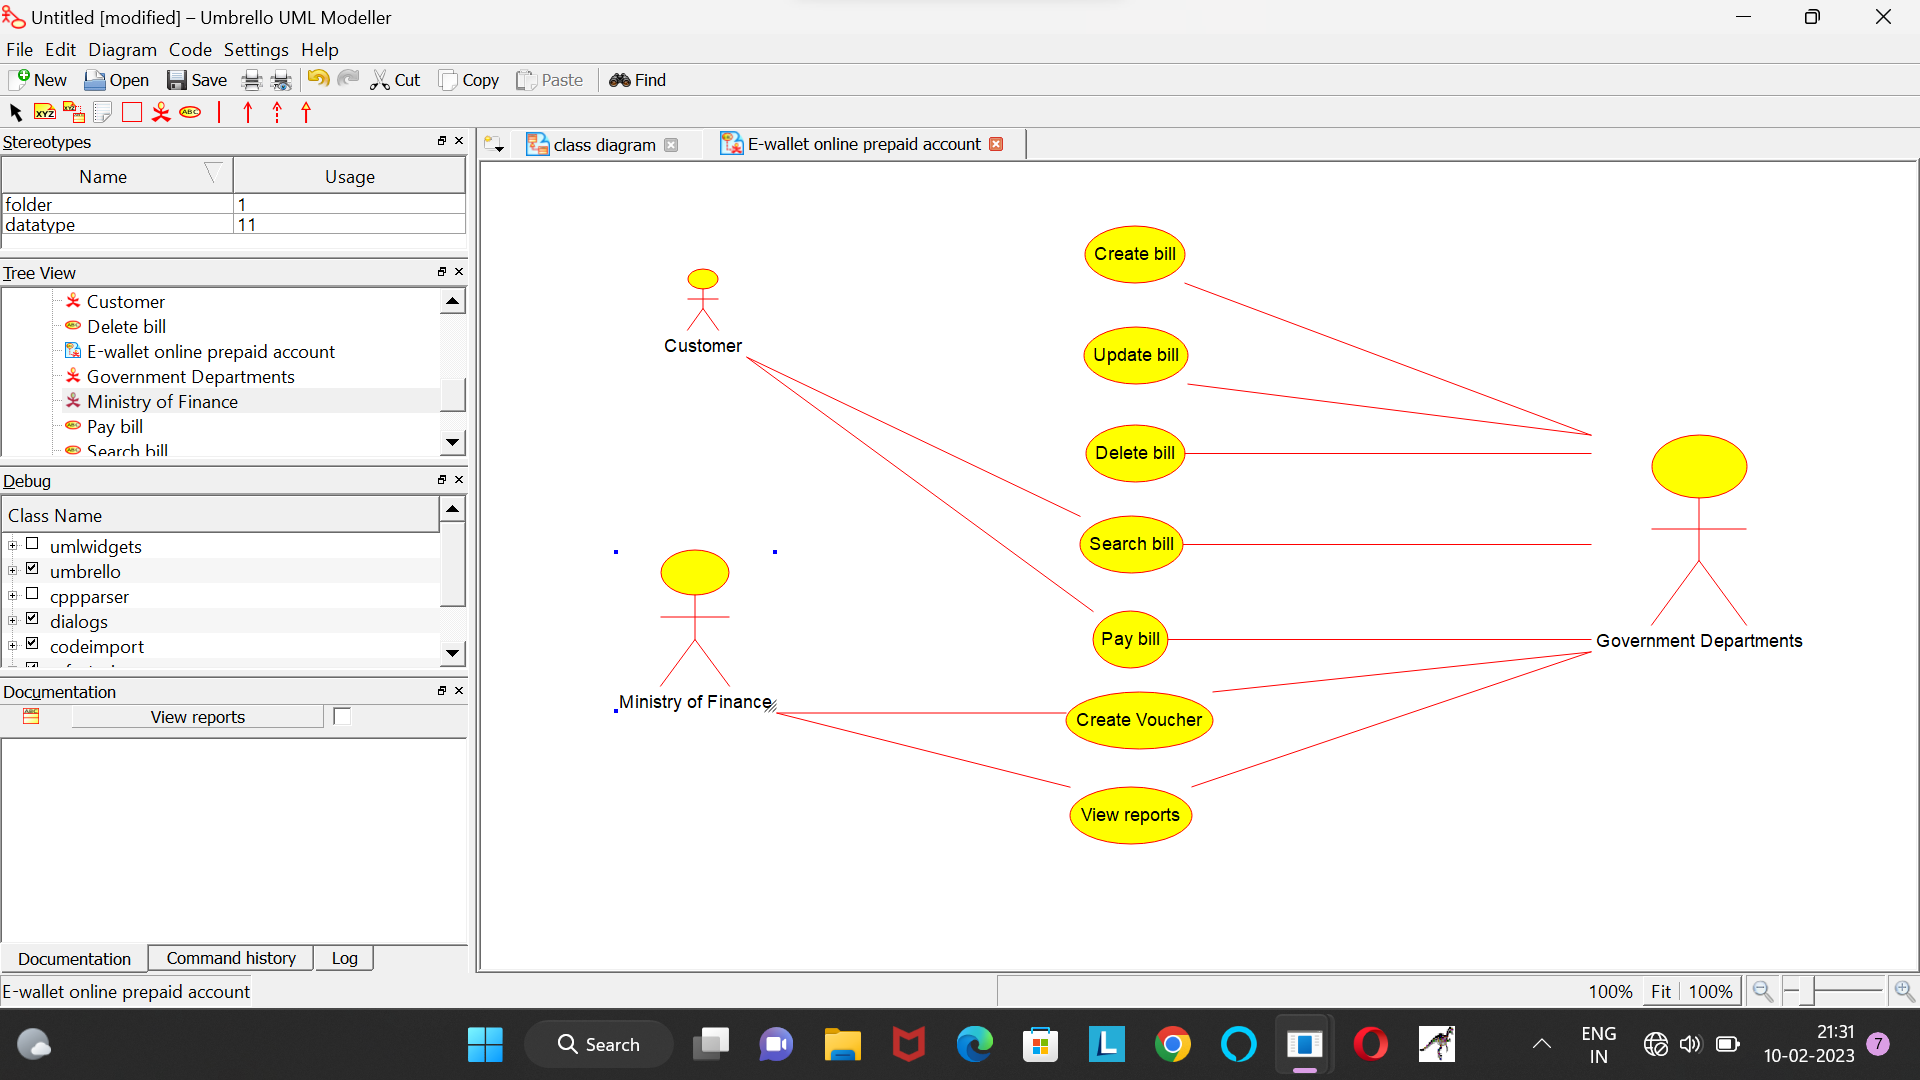 Untitled [modified] – Umbrello UML Modeller
File Edit Diagram Code Settings Help
New Open Save Cut Copy Paste Find
XYZ XYZ ABC
Stereotypes
Name Usage
folder 1
datatype 11
Tree View
Customer
Delete bill
E-wallet online prepaid account
Government Departments
Ministry of Finance
Pay bill
Search bill
Debug
Class Name
umlwidgets
umbrello
cppparser
dialogs
codeimport
Documentation
View reports
Documentation Command history Log
class diagram E-wallet online prepaid account
Create bill
Customer
Update bill
Delete bill
Search bill
Pay bill
Government Departments
Ministry of Finance
Create Voucher
View reports
E-wallet online prepaid account
100% Fit 100%
Search
L
ENG
IN
21:31
10-02-2023
7